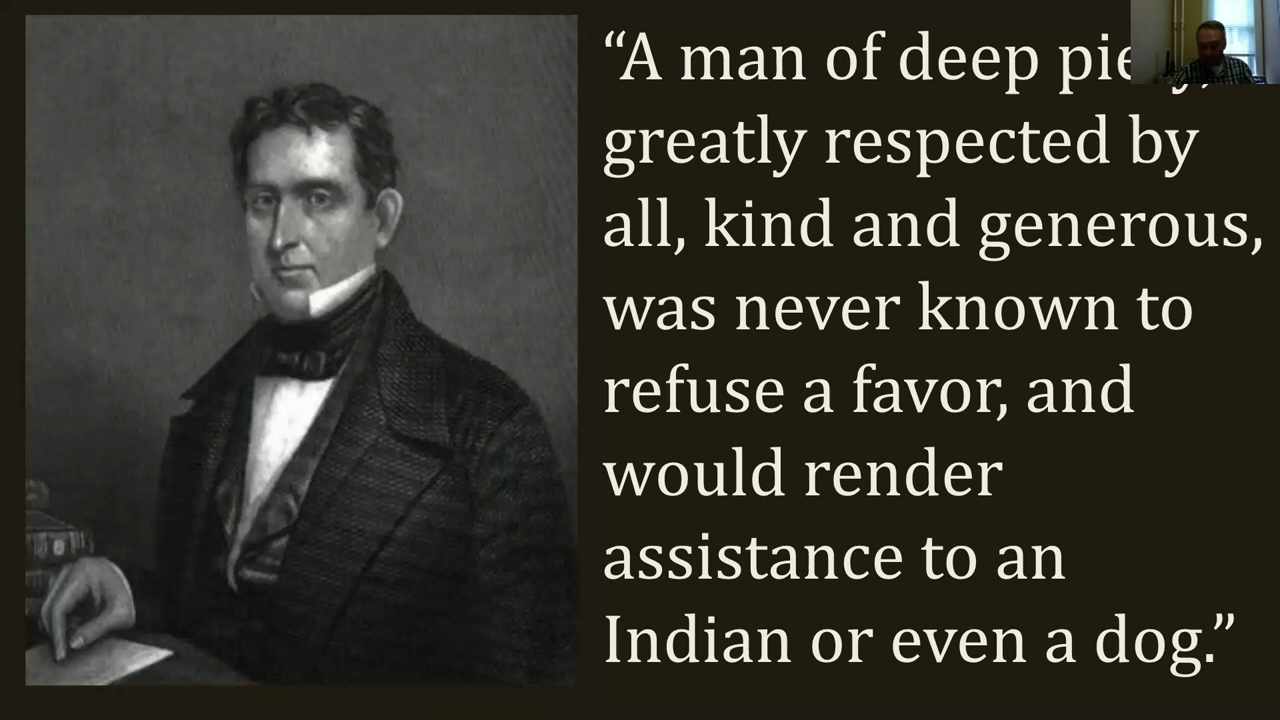 “A man of deep
greatly respected by
all, kind and generous,
was never known to
refuse a favor, and
would render
assistance to an
Indian or even a dog.”